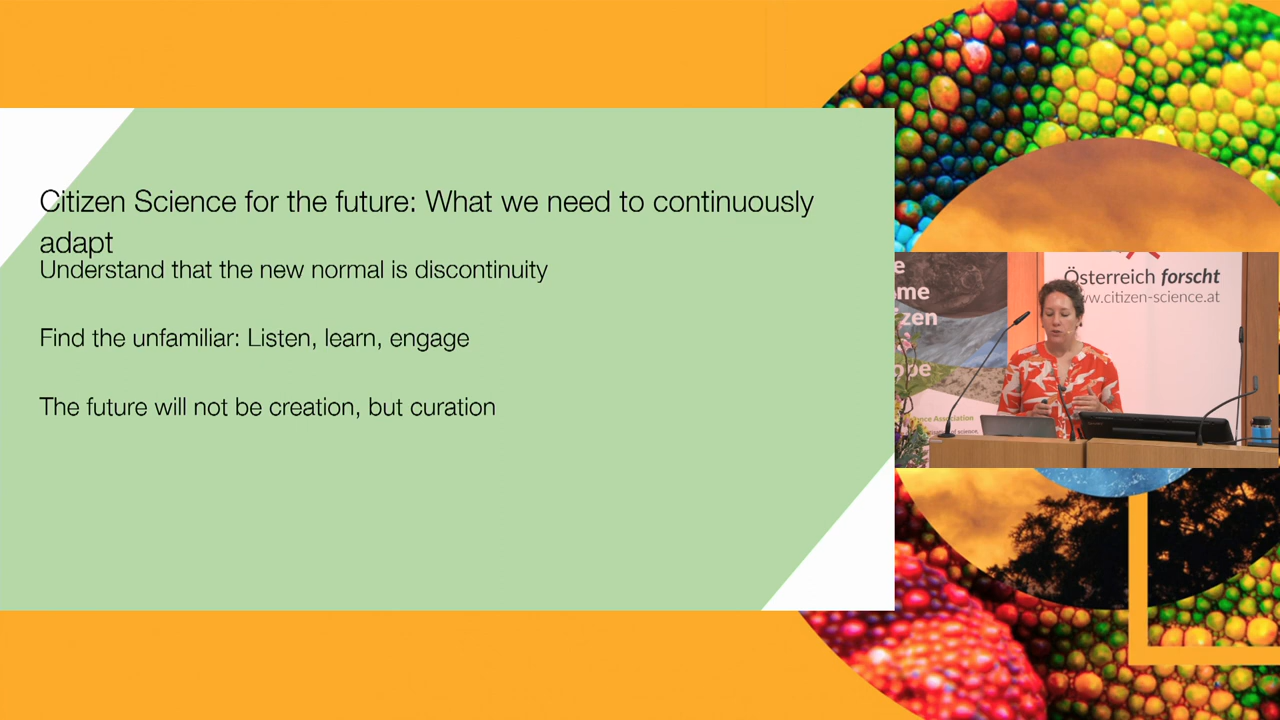 Citizen Science for the future: What we need to continuously
adapt
Understand that the new normal is discontinuity
Find the unfamiliar: Listen, learn, engage
The future will not be creation, but curation
Österreich forscht
www.citizen-science.at